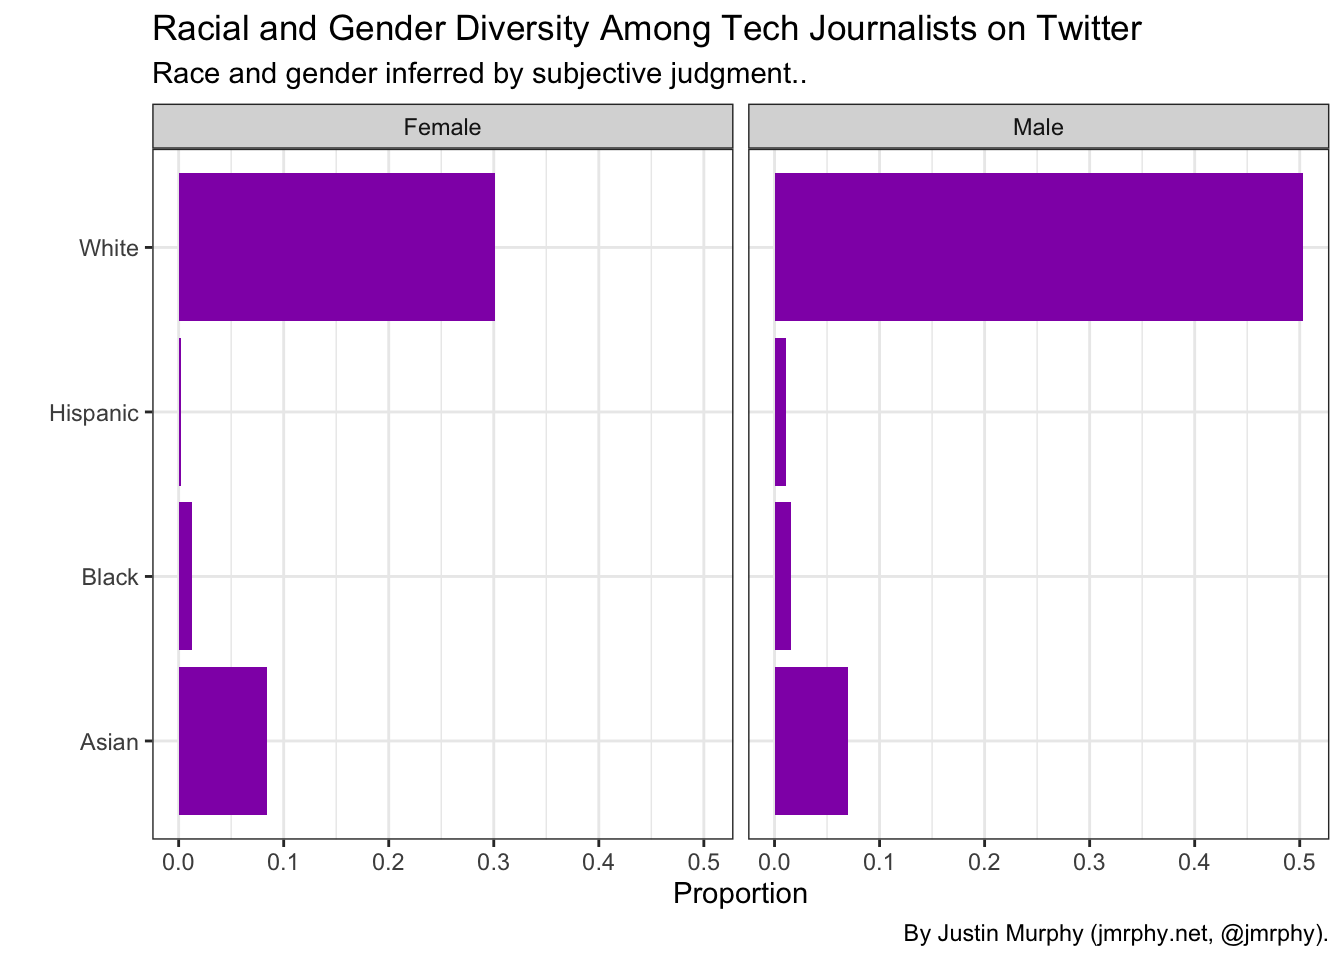 Racial and Gender Diversity Among Tech Journalists on Twitter
Race and gender inferred by subjective judgment..
Female
Male
White
Hispanic
Black
Asian
0.0 0.1 0.2 0.3 0.4 0.5
0.0 0.1 0.2 0.3 0.4 0.5
Proportion
By Justin Murphy (jmrphy.net, @jmrphy).